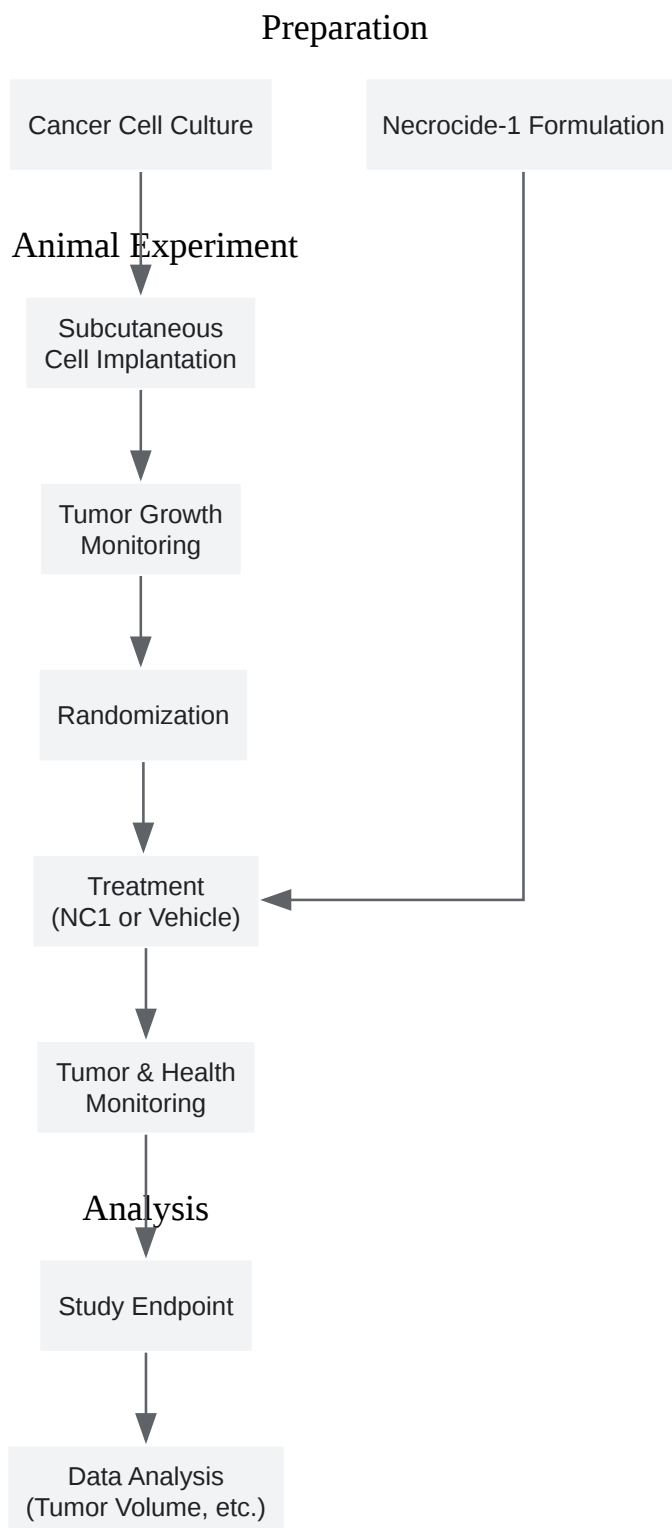 Preparation
Cancer Cell Culture
Necrocide-1 Formulation
Animal Experiment
Subcutaneous
Cell Implantation
Tumor Growth
Monitoring
Randomization
Treatment
(NC1 or Vehicle)
Tumor & Health
Monitoring
Analysis
Study Endpoint
Data Analysis
(Tumor Volume, etc.)